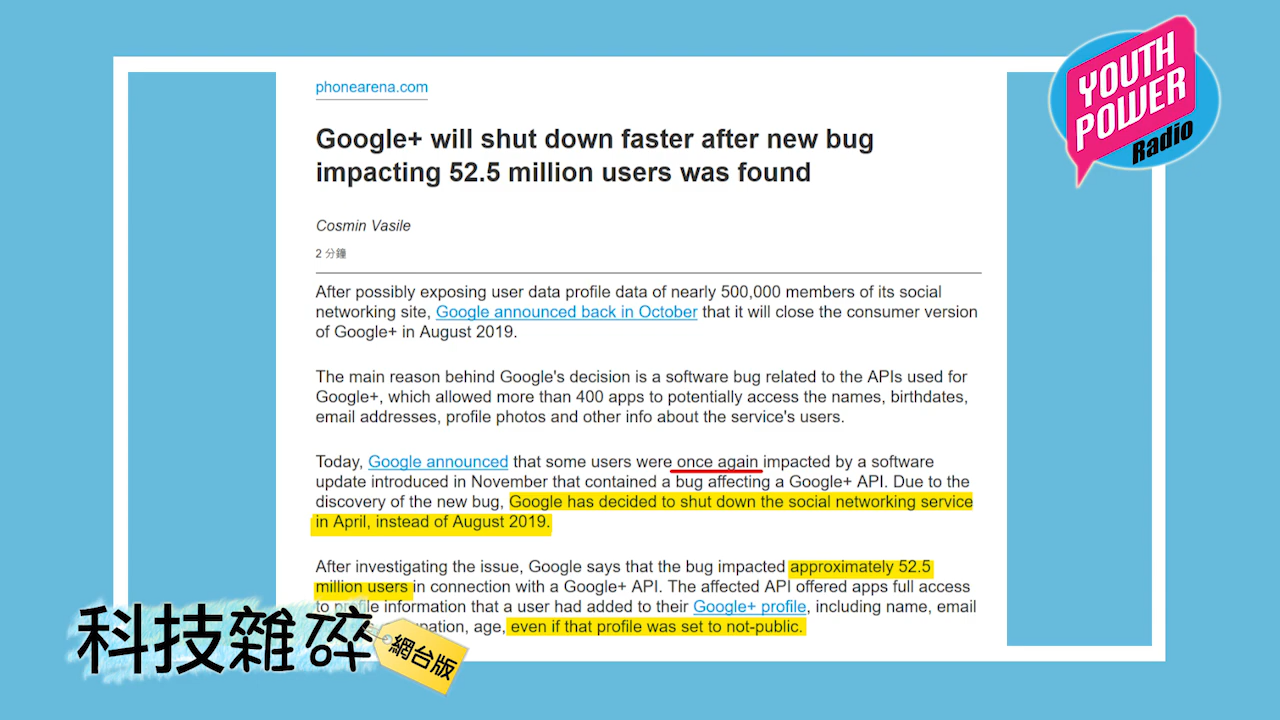 phonearena.com
YOUTH
POWER
Radio
Google+ will shut down faster after new bug
impacting 52.5 million users was found
Cosmin Vasile
2 分鐘
After possibly exposing user data profile data of nearly 500,000 members of its social
networking site, Google announced back in October that it will close the consumer version
of Google+ in August 2019.
The main reason behind Google's decision is a software bug related to the APIs used for
Google+, which allowed more than 400 apps to potentially access the names, birthdates,
email addresses, profile photos and other info about the service's users.
Today, Google announced that some users were once again impacted by a software
update introduced in November that contained a bug affecting a Google+ API. Due to the
discovery of the new bug, Google has decided to shut down the social networking service
in April, instead of August 2019.
After investigating the issue, Google says that the bug impacted approximately 52.5
million users in connection with a Google+ API. The affected API offered apps full access
to profile information that a user had added to their Google+ profile, including name, email
age, even if that profile was set to not-public.
科技雜碎
網台版